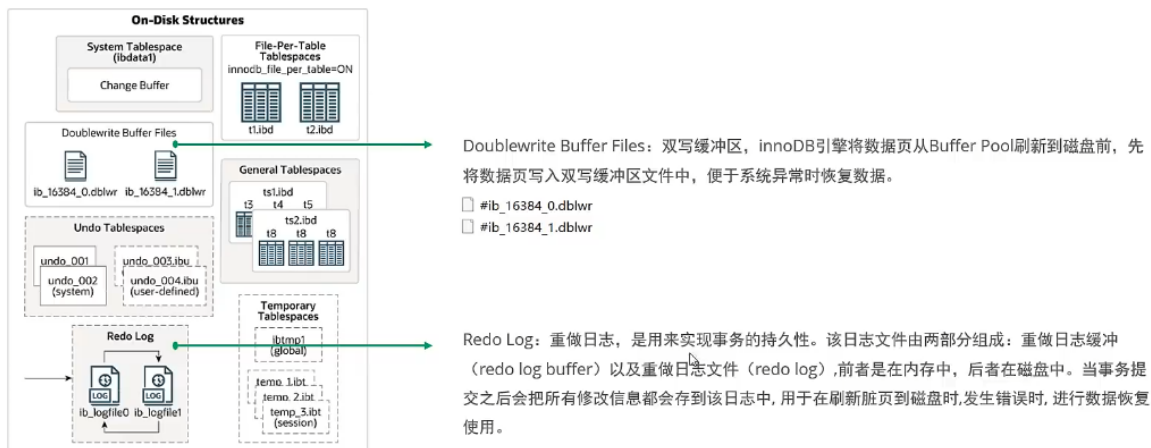 On-Disk Structures
System Tablespace
(ibdata1)
Change Buffer
File-Per-Table
Tablespaces
innodb_file_per_table=ON
t1.ibd
t2.ibd
Doublewrite Buffer Files
ib_16384_0.dblwr
ib_16384_1.dblwr
General Tablespaces
ts1.ibd
t3
t4
t5
ts2.ibd
t8
t8
t8
Undo Tablespaces
undo_001
undo_002
(system)
undo_003.ibu
undo_004.ibu
(user-defined)
Temporary
Tablespaces
ibtmp1
(global)
temp_1.ibt
temp_2.ibt
temp_3.ibt
(session)
Redo Log
LOG
LOG
ib_logfile0
ib_logfile1
Doublewrite Buffer Files：双写缓冲区，innoDB引擎将数据页从Buffer Pool刷新到磁盘前，先
将数据页写入双写缓冲区文件中，便于系统异常时恢复数据。
#ib_16384_0.dblwr
#ib_16384_1.dblwr
Redo Log：重做日志，是用来实现事务的持久性。该日志文件由两部分组成：重做日志缓冲
（redo log buffer）以及重做日志文件（redo log）,前者是在内存中，后者在磁盘中。当事务提
交之后会把所有修改信息都会存到该日志中, 用于在刷新脏页到磁盘时,发生错误时, 进行数据恢复
使用。